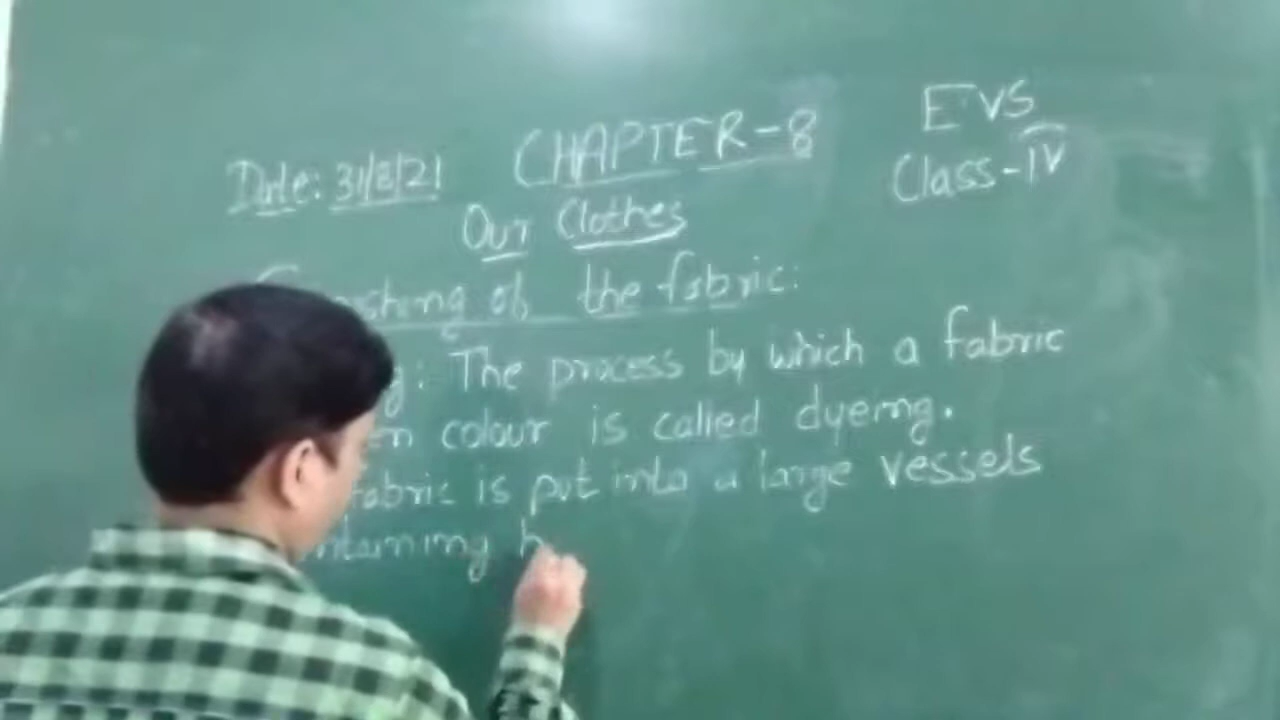 EVS
Date: 31/8/21 CHAPTER-8 Class-IV
Our Clothes
of the fabric:
: The process by which a fabric
colour is called dyeing.
fabric is put into a large vessels